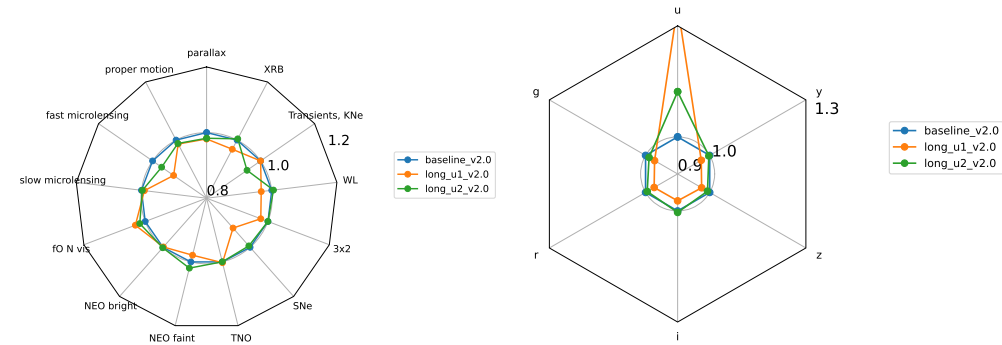 parallax
proper motion
XRB
fast microlensing
Transients, KNe
1.2
1.0
slow microlensing
0.8
WL
fO N vis
3x2
NEO bright
SNe
NEO faint
TNO
baseline_v2.0
long_u1_v2.0
long_u2_v2.0
u
g
y
1.3
1.0
0.9
r
z
i
baseline_v2.0
long_u1_v2.0
long_u2_v2.0